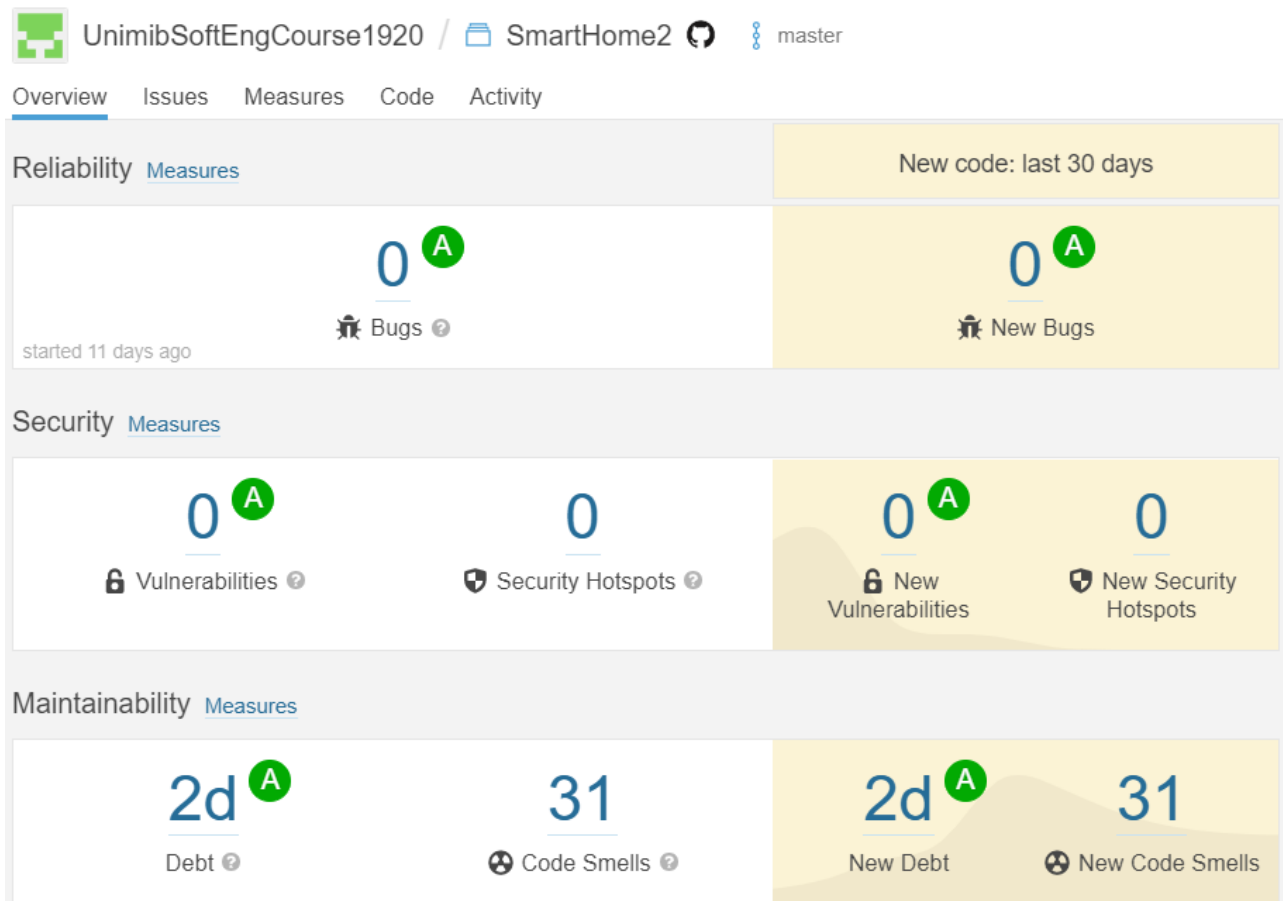 UnimibSoftEngCourse1920 / SmartHome2 master
Overview Issues Measures Code Activity
Reliability Measures
New code: last 30 days
0 A
0 A
Bugs ?
New Bugs
started 11 days ago
Security Measures
0 A 0
0 A 0
Vulnerabilities ? Security Hotspots ?
New
Vulnerabilities
New Security
Hotspots
Maintainability Measures
2d A 31
2d A 31
Debt ? Code Smells ?
New Debt New Code Smells